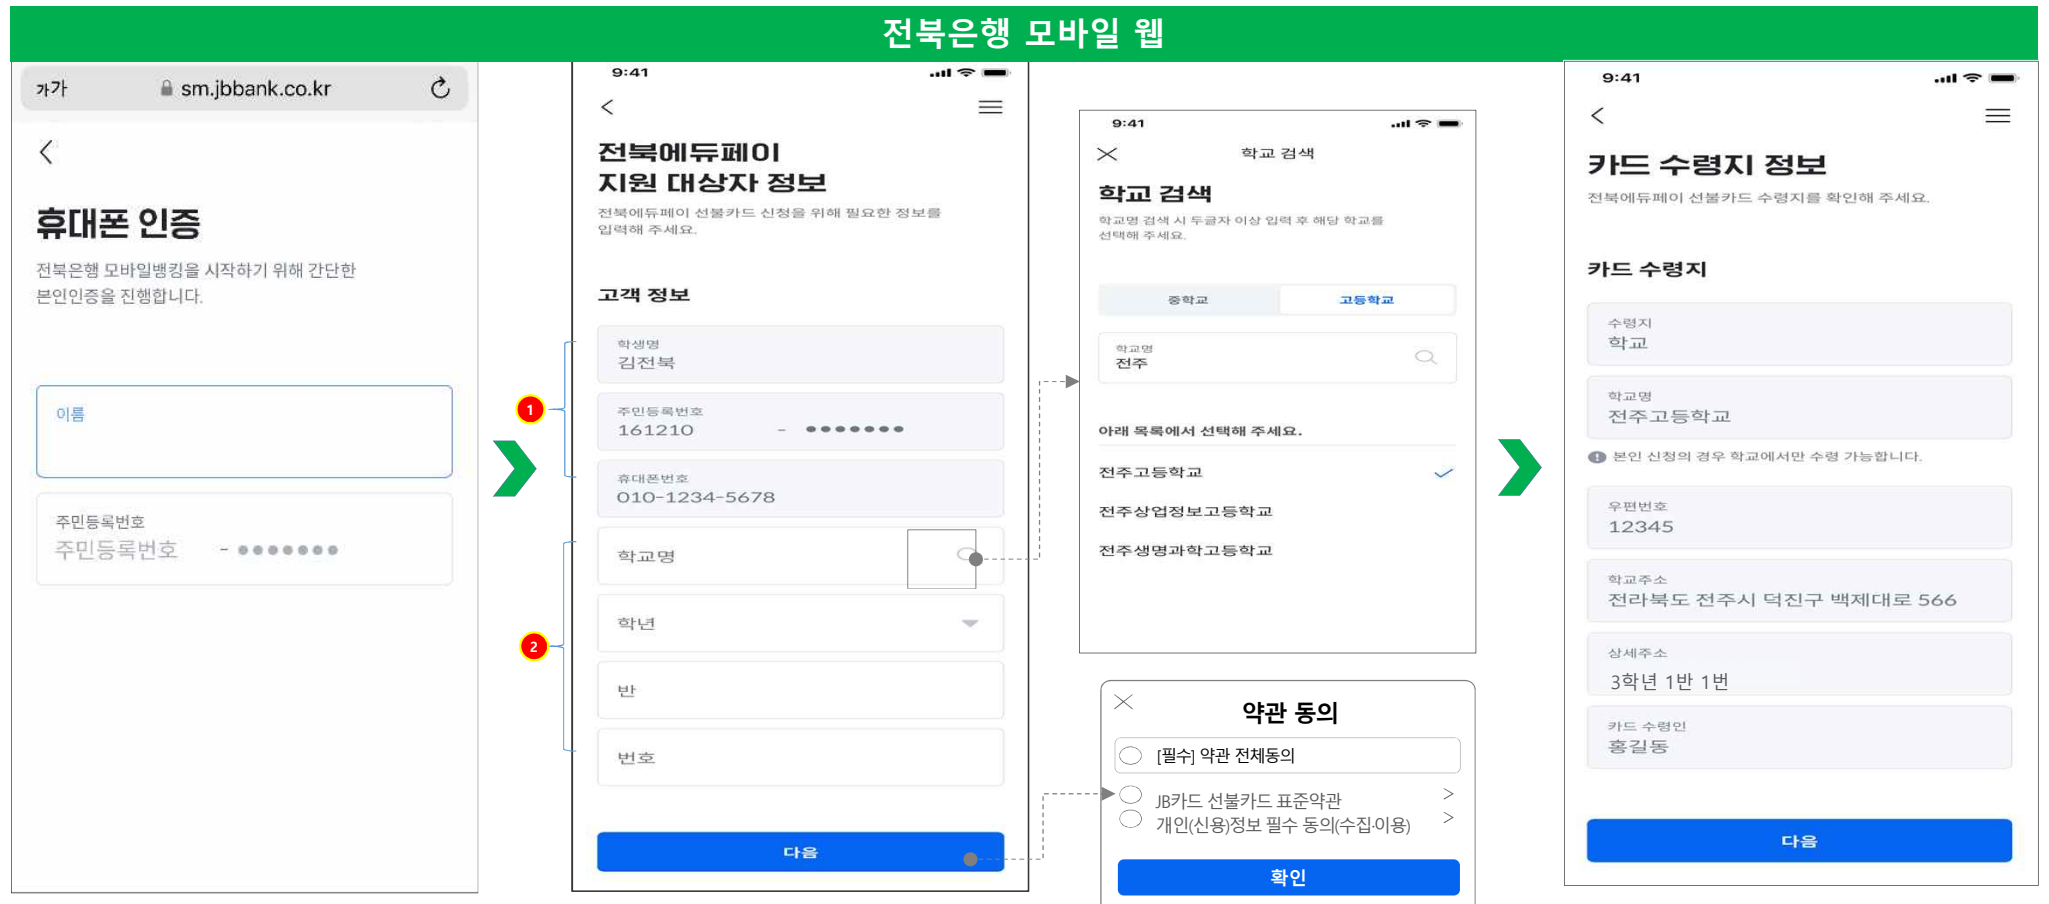 전북은행 모바일 웹
가가 sm.jbbank.co.kr
휴대폰 인증
전북은행 모바일뱅킹을 시작하기 위해 간단한
본인인증을 진행합니다.
이름
주민등록번호
주민등록번호 - ●●●●●●●
9:41
전북에듀페이
지원 대상자 정보
전북에듀페이 선불카드 신청을 위해 필요한 정보를
입력해 주세요.
고객 정보
1
학생명
김전북
주민등록번호
161210 - ●●●●●●●
휴대폰번호
010-1234-5678
2
학교명
학년
반
번호
다음
9:41
학교 검색
학교 검색
학교명 검색 시 두글자 이상 입력 후 해당 학교를
선택해 주세요.
중학교 고등학교
학교명
전주
아래 목록에서 선택해 주세요.
전주고등학교
전주상업정보고등학교
전주생명과학고등학교
약관 동의
[필수] 약관 전체동의
JB카드 선불카드 표준약관 >
개인(신용)정보 필수 동의(수집·이용) >
확인
9:41
카드 수령지 정보
전북에듀페이 선불카드 수령지를 확인해 주세요.
카드 수령지
수령지
학교
학교명
전주고등학교
본인 신청의 경우 학교에서만 수령 가능합니다.
우편번호
12345
학교주소
전라북도 전주시 덕진구 백제대로 566
상세주소
3학년 1반 1번
카드 수령인
홍길동
다음